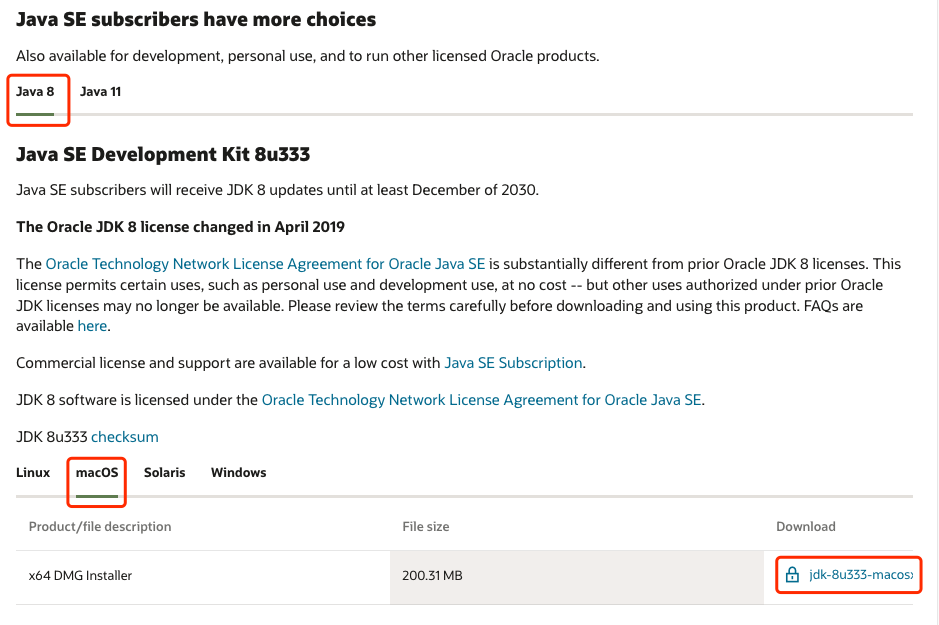 Java SE subscribers have more choices
Also available for development, personal use, and to run other licensed Oracle products.
Java 8 Java 11
Java SE Development Kit 8u333
Java SE subscribers will receive JDK 8 updates until at least December of 2030.
The Oracle JDK 8 license changed in April 2019
The Oracle Technology Network License Agreement for Oracle Java SE is substantially different from prior Oracle JDK 8 licenses. This
license permits certain uses, such as personal use and development use, at no cost -- but other uses authorized under prior Oracle
JDK licenses may no longer be available. Please review the terms carefully before downloading and using this product. FAQs are
available here.
Commercial license and support are available for a low cost with Java SE Subscription.
JDK 8 software is licensed under the Oracle Technology Network License Agreement for Oracle Java SE.
JDK 8u333 checksum
Linux macOS Solaris Windows
Product/file description File size Download
x64 DMG Installer 200.31 MB jdk-8u333-macos